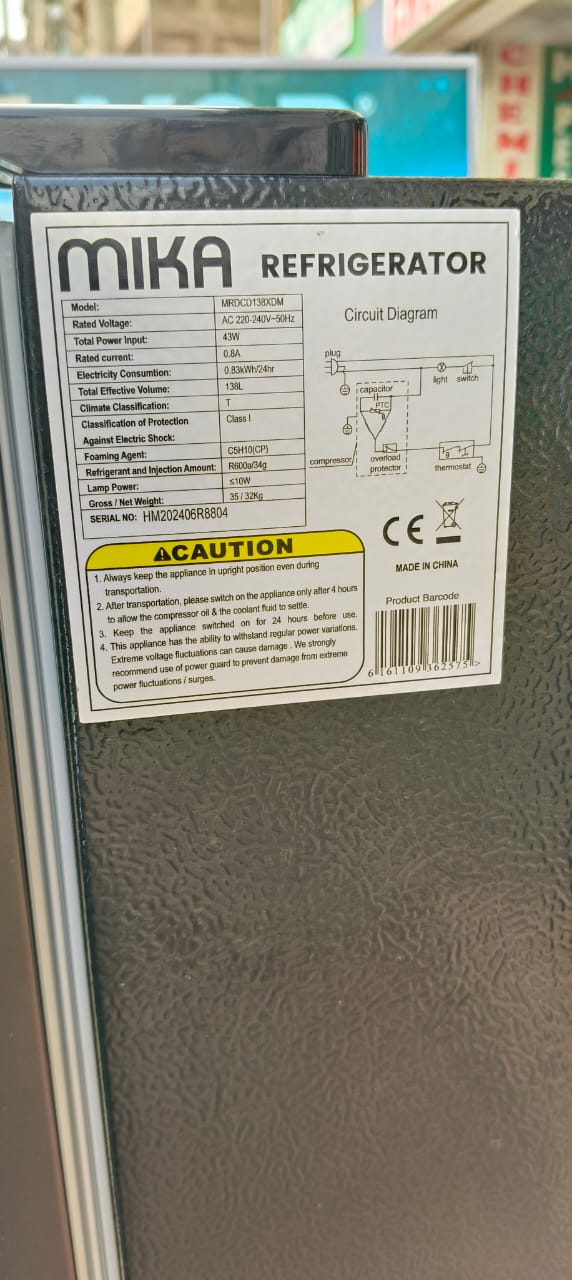 MIKA REFRIGERATOR
Model: MRDCD138XDM
Rated Voltage: AC 220-240V~50Hz
Total Power Input: 43W
Rated current: 0.8A
Electricity Consumtion: 0.83kWh/24hr
Total Effective Volume: 138L
Climate Classification: T
Classification of Protection
Against Electric Shock: Class I
Foaming Agent: C5H10(CP)
Refrigerant and Injection Amount: R600a/34g
Lamp Power: ≤10W
Gross / Net Weight: 35 / 32Kg
SERIAL NO: HM202406R8804
Circuit Diagram
plug
light switch
capacitor
PTC
compressor
overload
protector
thermostat
CAUTION
1. Always keep the appliance in upright position even during
transportation.
2. After transportation, please switch on the appliance only after 4 hours
to allow the compressor oil & the coolant fluid to settle.
3. Keep the appliance switched on for 24 hours before use.
4. This appliance has the ability to withstand regular power variations.
Extreme voltage fluctuations can cause damage . We strongly
recommend use of power guard to prevent damage from extreme
power fluctuations / surges.
CE
MADE IN CHINA
Product Barcode
6 161109 362575 >
CHEMI